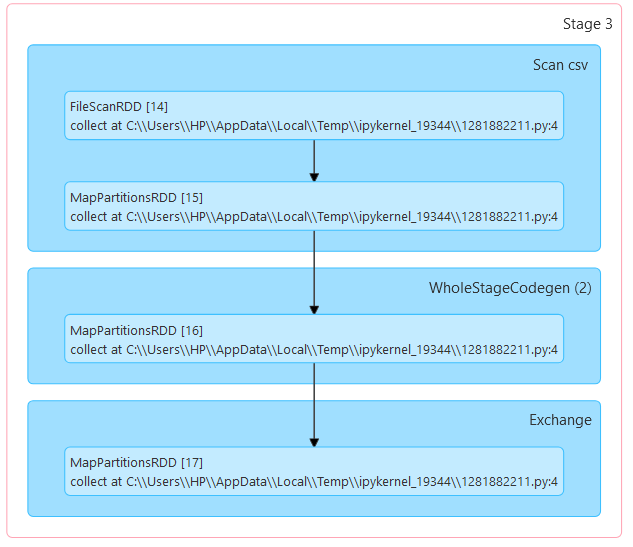 Stage 3
Scan csv
FileScanRDD [14]
collect at C:\\Users\\HP\\AppData\\Local\\Temp\\ipykernel_19344\\1281882211.py:4
MapPartitionsRDD [15]
collect at C:\\Users\\HP\\AppData\\Local\\Temp\\ipykernel_19344\\1281882211.py:4
WholeStageCodegen (2)
MapPartitionsRDD [16]
collect at C:\\Users\\HP\\AppData\\Local\\Temp\\ipykernel_19344\\1281882211.py:4
Exchange
MapPartitionsRDD [17]
collect at C:\\Users\\HP\\AppData\\Local\\Temp\\ipykernel_19344\\1281882211.py:4